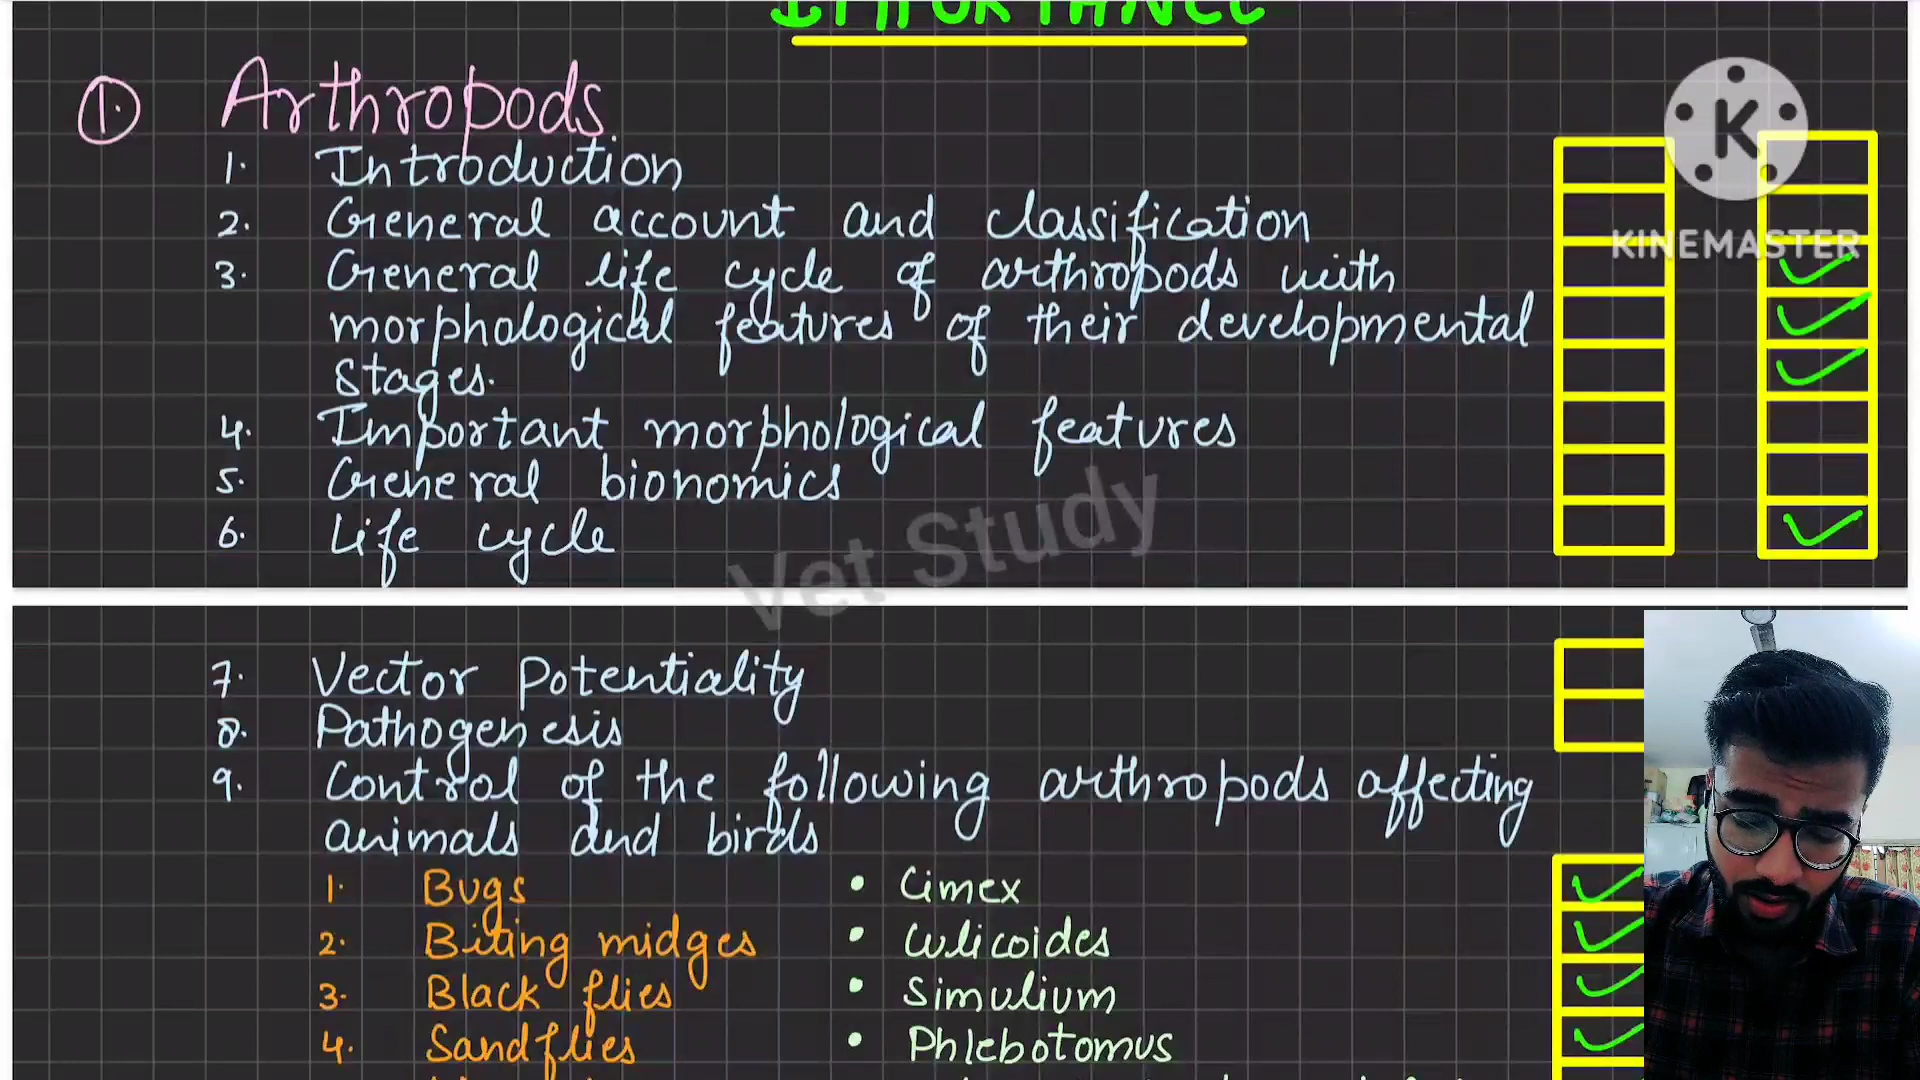 IMPORTANCE
1. Arthropods
1. Introduction
2. General account and classification
3. General life cycle of arthropods with
morphological features of their developmental
stages.
4. Important morphological features
5. General bionomics
6. Life cycle
7. Vector Potentiality
8. Pathogenesis
9. Control of the following arthropods affecting
animals and birds
1. Bugs • Cimex
2. Biting midges • Culicoides
3. Black flies • Simulium
4. Sandflies • Phlebotomus
K
KINEMASTER
Vet Study